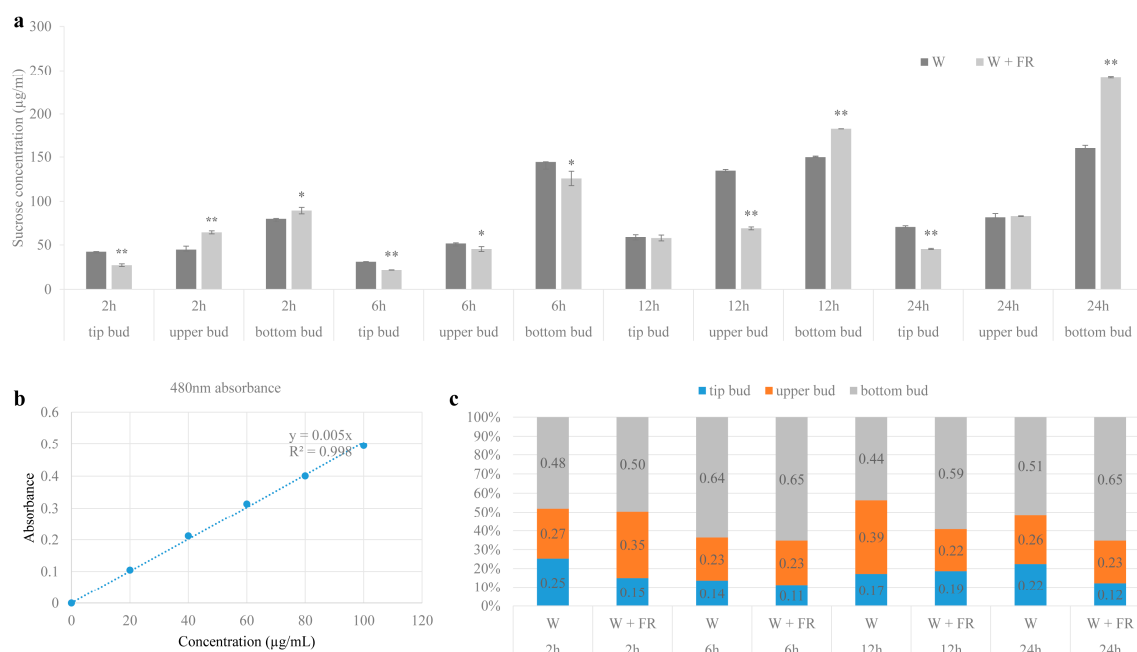 a
300
250
200
150
100
50
0
Sucrose concentration (µg/ml)
W W + FR
** ** * ** * * ** ** ** **
2h 2h 2h 6h 6h 6h 12h 12h 12h 24h 24h 24h
tip bud upper bud bottom bud tip bud upper bud bottom bud tip bud upper bud bottom bud tip bud upper bud bottom bud
b
480nm absorbance
0.6
0.5
0.4
0.3
0.2
0.1
0
Absorbance
y = 0.005x
R² = 0.998
0 20 40 60 80 100 120
Concentration (µg/mL)
c
tip bud upper bud bottom bud
100%
90%
80%
70%
60%
50%
40%
30%
20%
10%
0%
0.48 0.50 0.64 0.65 0.44 0.59 0.51 0.65
0.27 0.35 0.23 0.23 0.39 0.22 0.26 0.23
0.25 0.15 0.14 0.11 0.17 0.19 0.22 0.12
W W + FR W W + FR W W + FR W W + FR
2h 2h 6h 6h 12h 12h 24h 24h